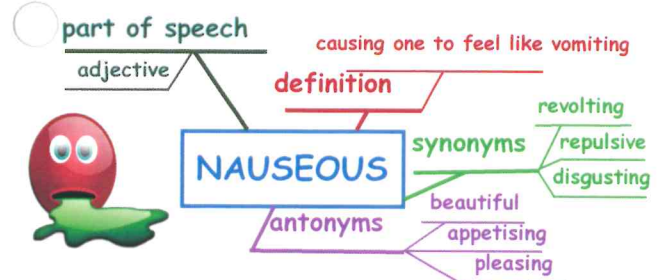 part of speech
adjective
definition
causing one to feel like vomiting
NAUSEOUS
synonyms
revolting
repulsive
disgusting
antonyms
beautiful
appetising
pleasing